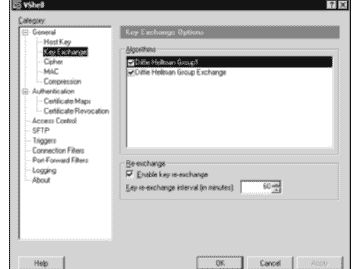 VShell
Category:
General
Host Key
Key Exchange
Cipher
MAC
Compression
Authentication
Certificate Maps
Certificate Revocation
Access Control
SFTP
Triggers
Connection Filters
Port-Forward Filters
Logging
About
Key Exchange Options
Algorithms
Diffie Hellman Group1
Diffie Hellman Group Exchange
Re-exchange
Enable key re-exchange
Key re-exchange interval (in minutes):
60
Help
OK
Cancel
Apply